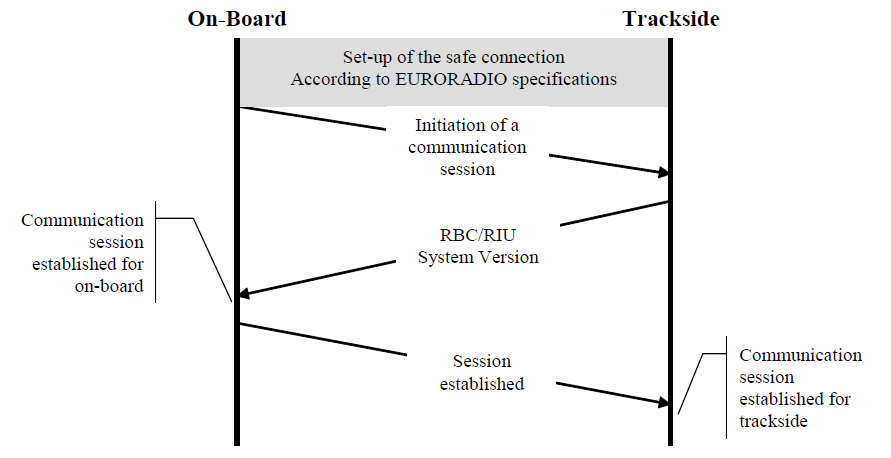 On-Board
Trackside
Set-up of the safe connection
According to EURORADIO specifications
Initiation of a
communication
session
Communication
session
established for
on-board
RBC/RIU
System Version
Session
established
Communication
session
established for
trackside